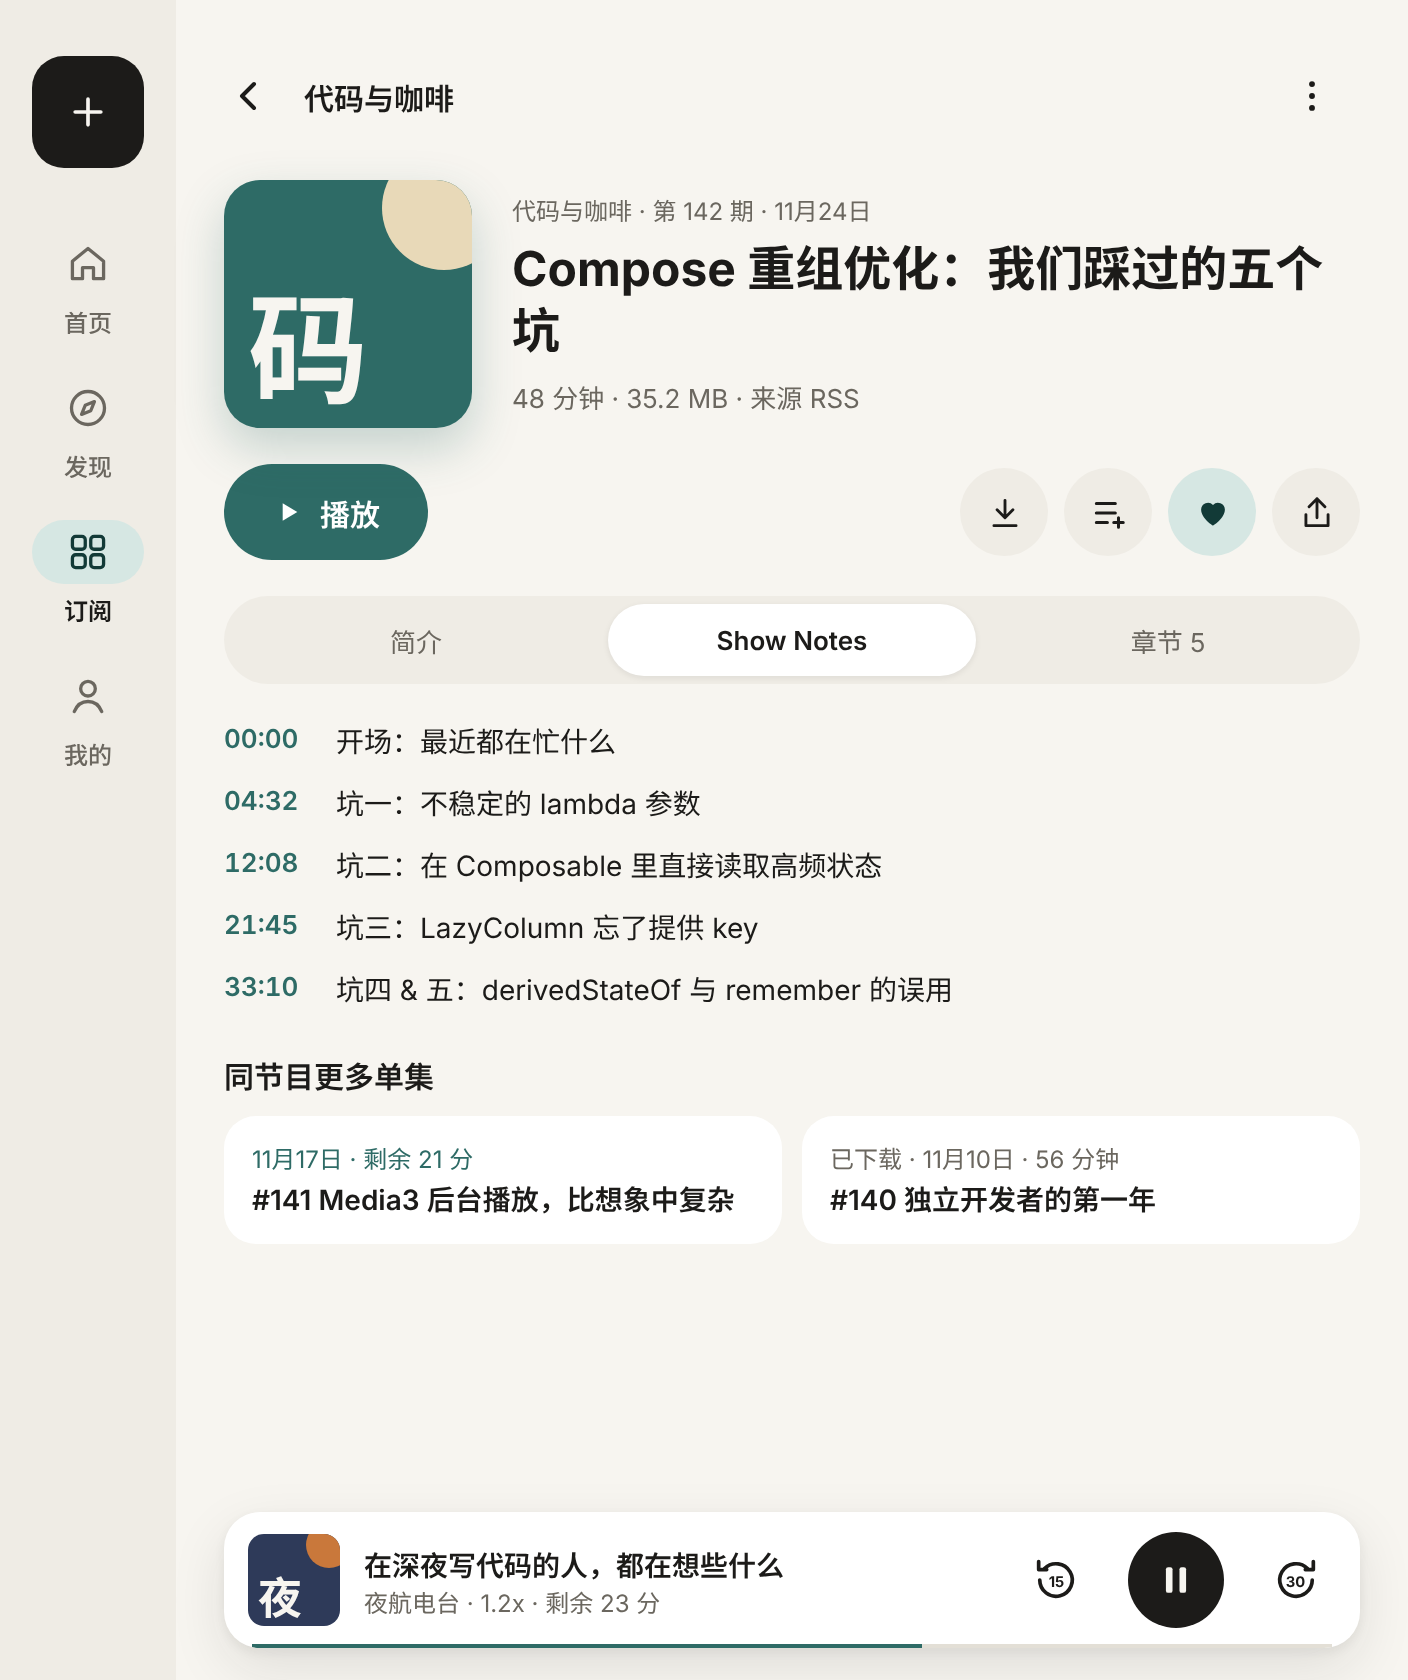 代码与咖啡
首页
发现
订阅
我的
码
代码与咖啡 · 第 142 期 · 11月24日
Compose 重组优化：我们踩过的五个
坑
48 分钟 · 35.2 MB · 来源 RSS
播放
简介
Show Notes
章节 5
00:00 开场：最近都在忙什么
04:32 坑一：不稳定的 lambda 参数
12:08 坑二：在 Composable 里直接读取高频状态
21:45 坑三：LazyColumn 忘了提供 key
33:10 坑四 & 五：derivedStateOf 与 remember 的误用
同节目更多单集
11月17日 · 剩余 21 分
#141 Media3 后台播放，比想象中复杂
已下载 · 11月10日 · 56 分钟
#140 独立开发者的第一年
夜
在深夜写代码的人，都在想些什么
夜航电台 · 1.2x · 剩余 23 分
15
30